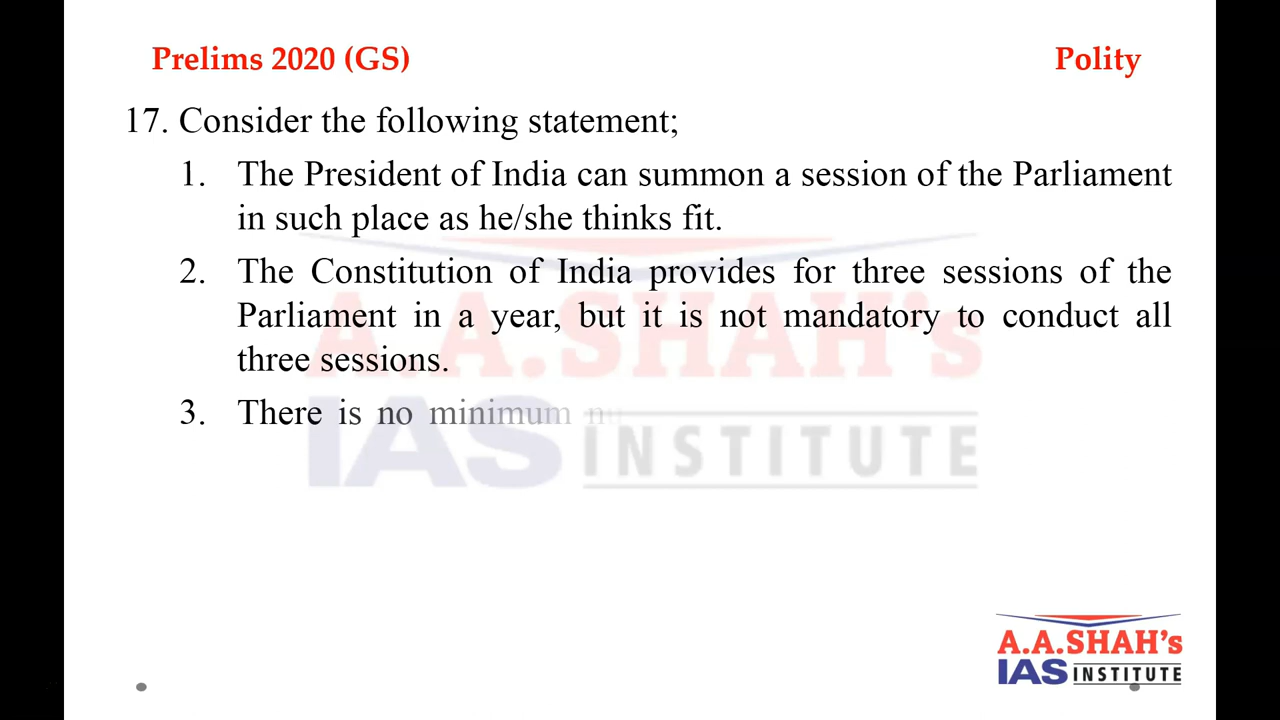 Prelims 2020 (GS) Polity
17. Consider the following statement;
1. The President of India can summon a session of the Parliament
in such place as he/she thinks fit.
2. The Constitution of India provides for three sessions of the
Parliament in a year, but it is not mandatory to conduct all
three sessions.
3. There is no minimum
A.A.SHAH's
IAS INSTITUTE
A.A.SHAH's
IAS INSTITUTE